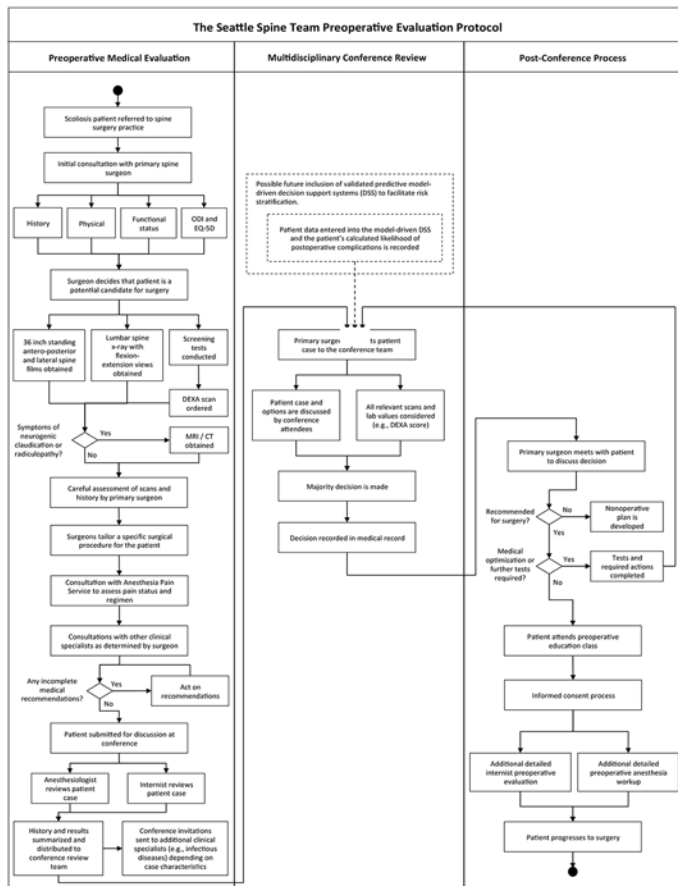 The Seattle Spine Team Preoperative Evaluation Protocol
Preoperative Medical Evaluation
Scoliosis patient referred to spine
surgery practice
Initial consultation with primary spine
surgeon
History
Physical
Functional
status
ODI and
EQ-5D
Surgeon decides that patient is a
potential candidate for surgery
36 inch standing
antero-posterior
and lateral spine
films obtained
Lumbar spine
x-ray with
flexion-
extension views
obtained
Screening
tests
conducted
DEXA scan
ordered
Symptoms of
neurogenic
claudication or
radiculopathy?
Yes
No
MRI / CT
obtained
Careful assessment of scans and
history by primary surgeon
Surgeons tailor a specific surgical
procedure for the patient
Consultation with Anesthesia Pain
Service to assess pain status and
regimen
Consultations with other clinical
specialists as determined by surgeon
Any incomplete
medical
recommendations?
Yes
No
Act on
recommendations
Patient submitted for discussion at
conference
Anesthesiologist
reviews patient
case
Internist reviews
patient case
History and results
summarized and
distributed to
conference review
team
Conference invitations
sent to additional clinical
specialists (e.g., infectious
diseases) depending on
case characteristics
Multidisciplinary Conference Review
Possible future inclusion of validated predictive model-
driven decision support systems (DSS) to facilitate risk
stratification.
Patient data entered into the model-driven DSS
and the patient's calculated likelihood of
postoperative complications is recorded
Primary surge ts patient
case to the conference team
Patient case and
options are discussed
by conference
attendees
All relevant scans and
lab values considered
(e.g., DEXA score)
Majority decision is made
Decision recorded in medical record
Post-Conference Process
Primary surgeon meets with patient
to discuss decision
Recommended
for surgery?
No
Yes
Nonoperative
plan is
developed
Medical
optimization or
further tests
required?
Yes
No
Tests and
required actions
completed
Patient attends preoperative
education class
Informed consent process
Additional detailed
internist preoperative
evaluation
Additional detailed
preoperative anesthesia
workup
Patient progresses to surgery